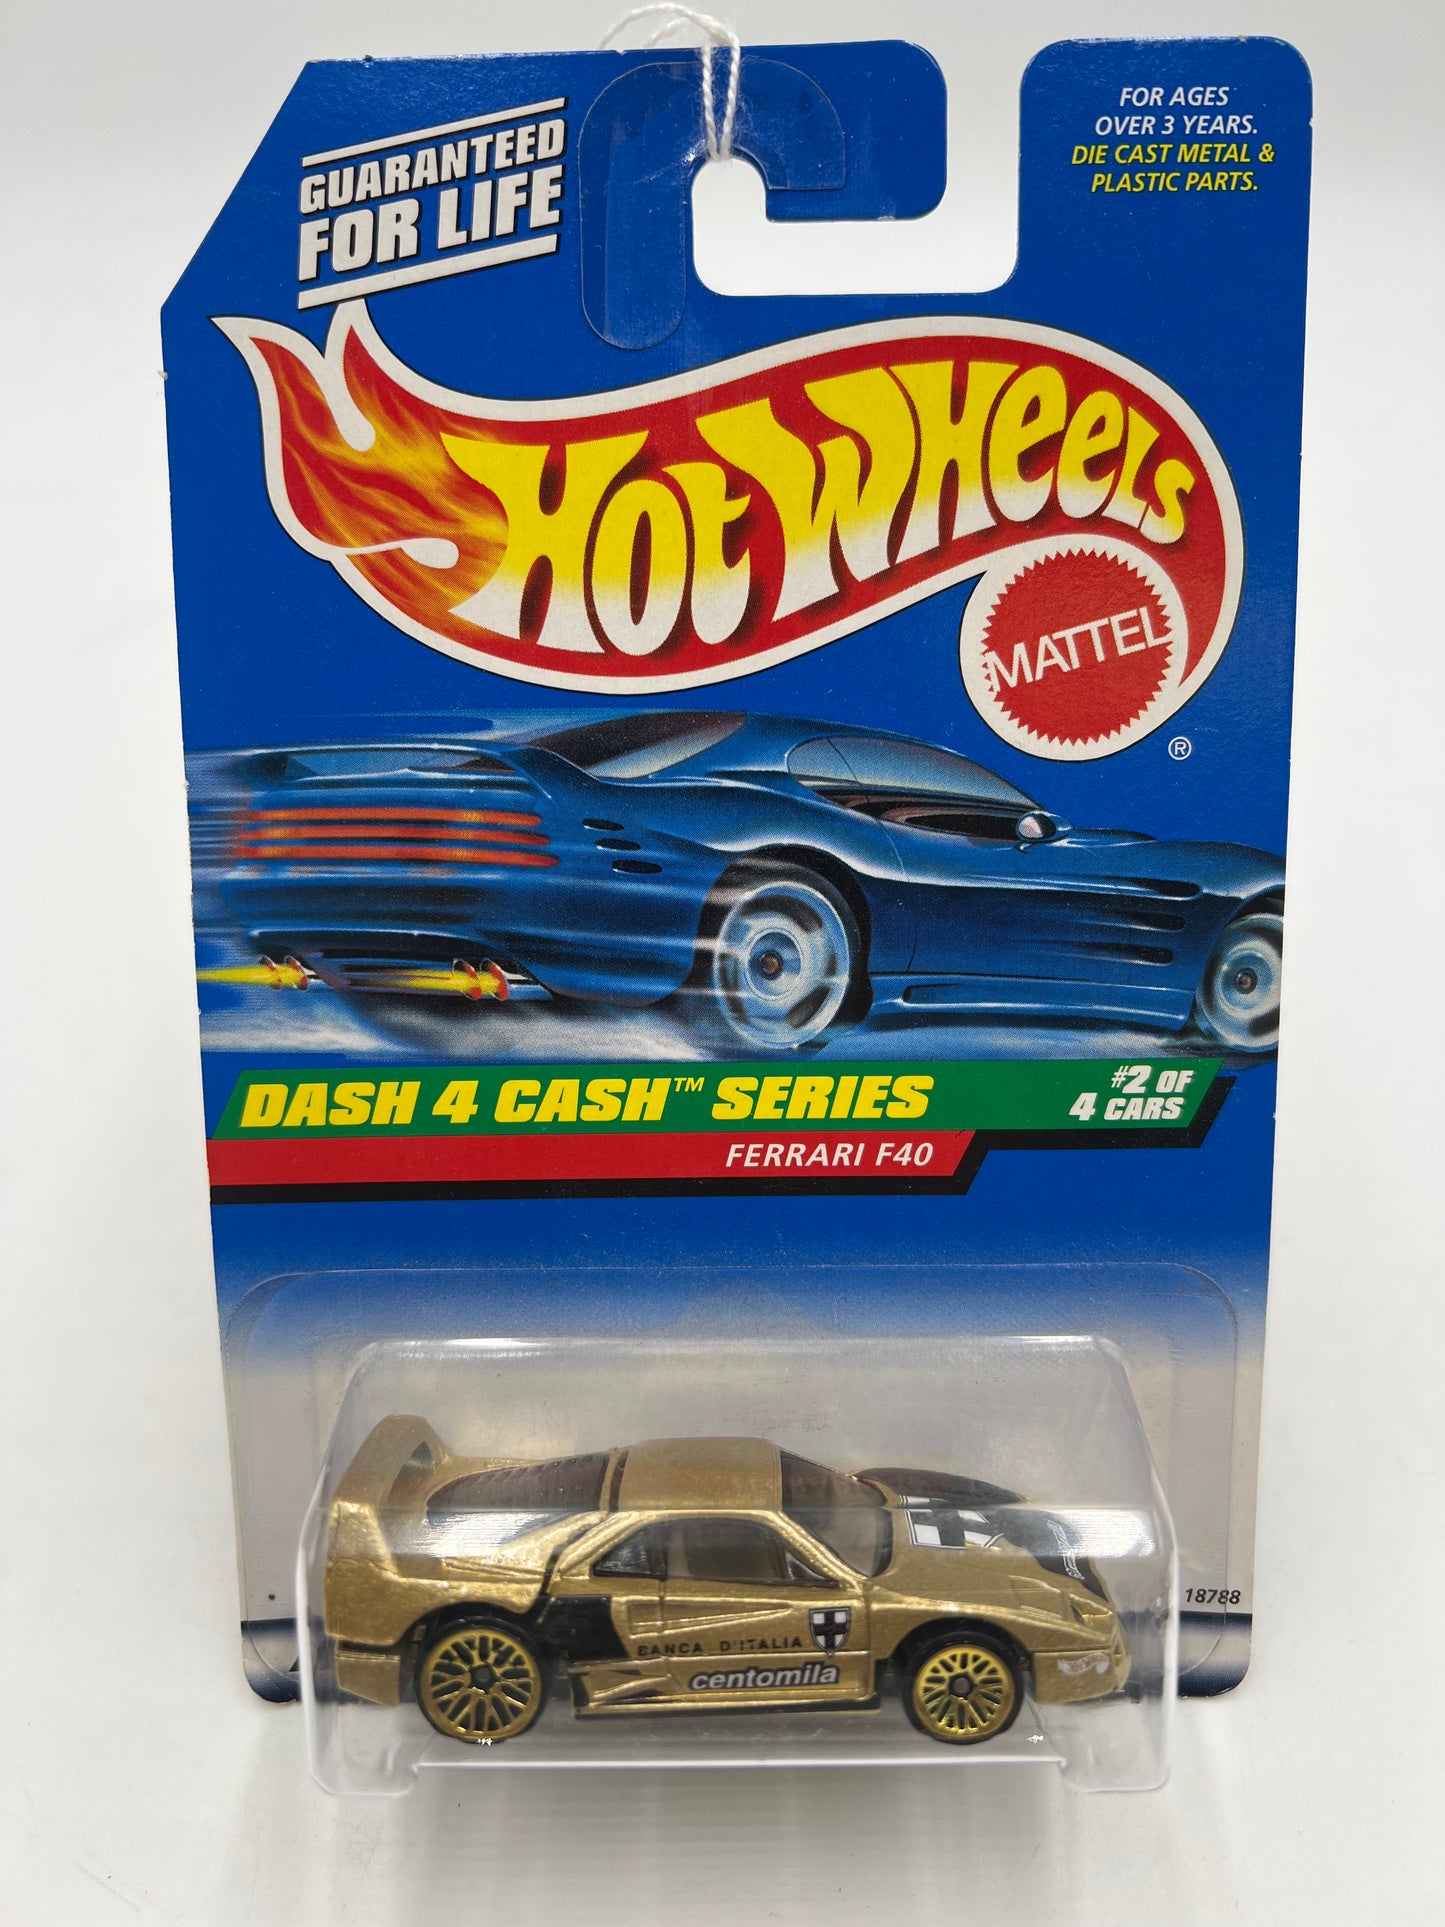 GUARANTEED
FOR LIFE
FOR AGES
OVER 3 YEARS.
DIE CAST METAL &
PLASTIC PARTS.
HOT WHEELS
MATTEL
®
DASH 4 CASH™ SERIES
#2 OF
4 CARS
FERRARI F40
18788
BANCA D'ITALIA
centomila